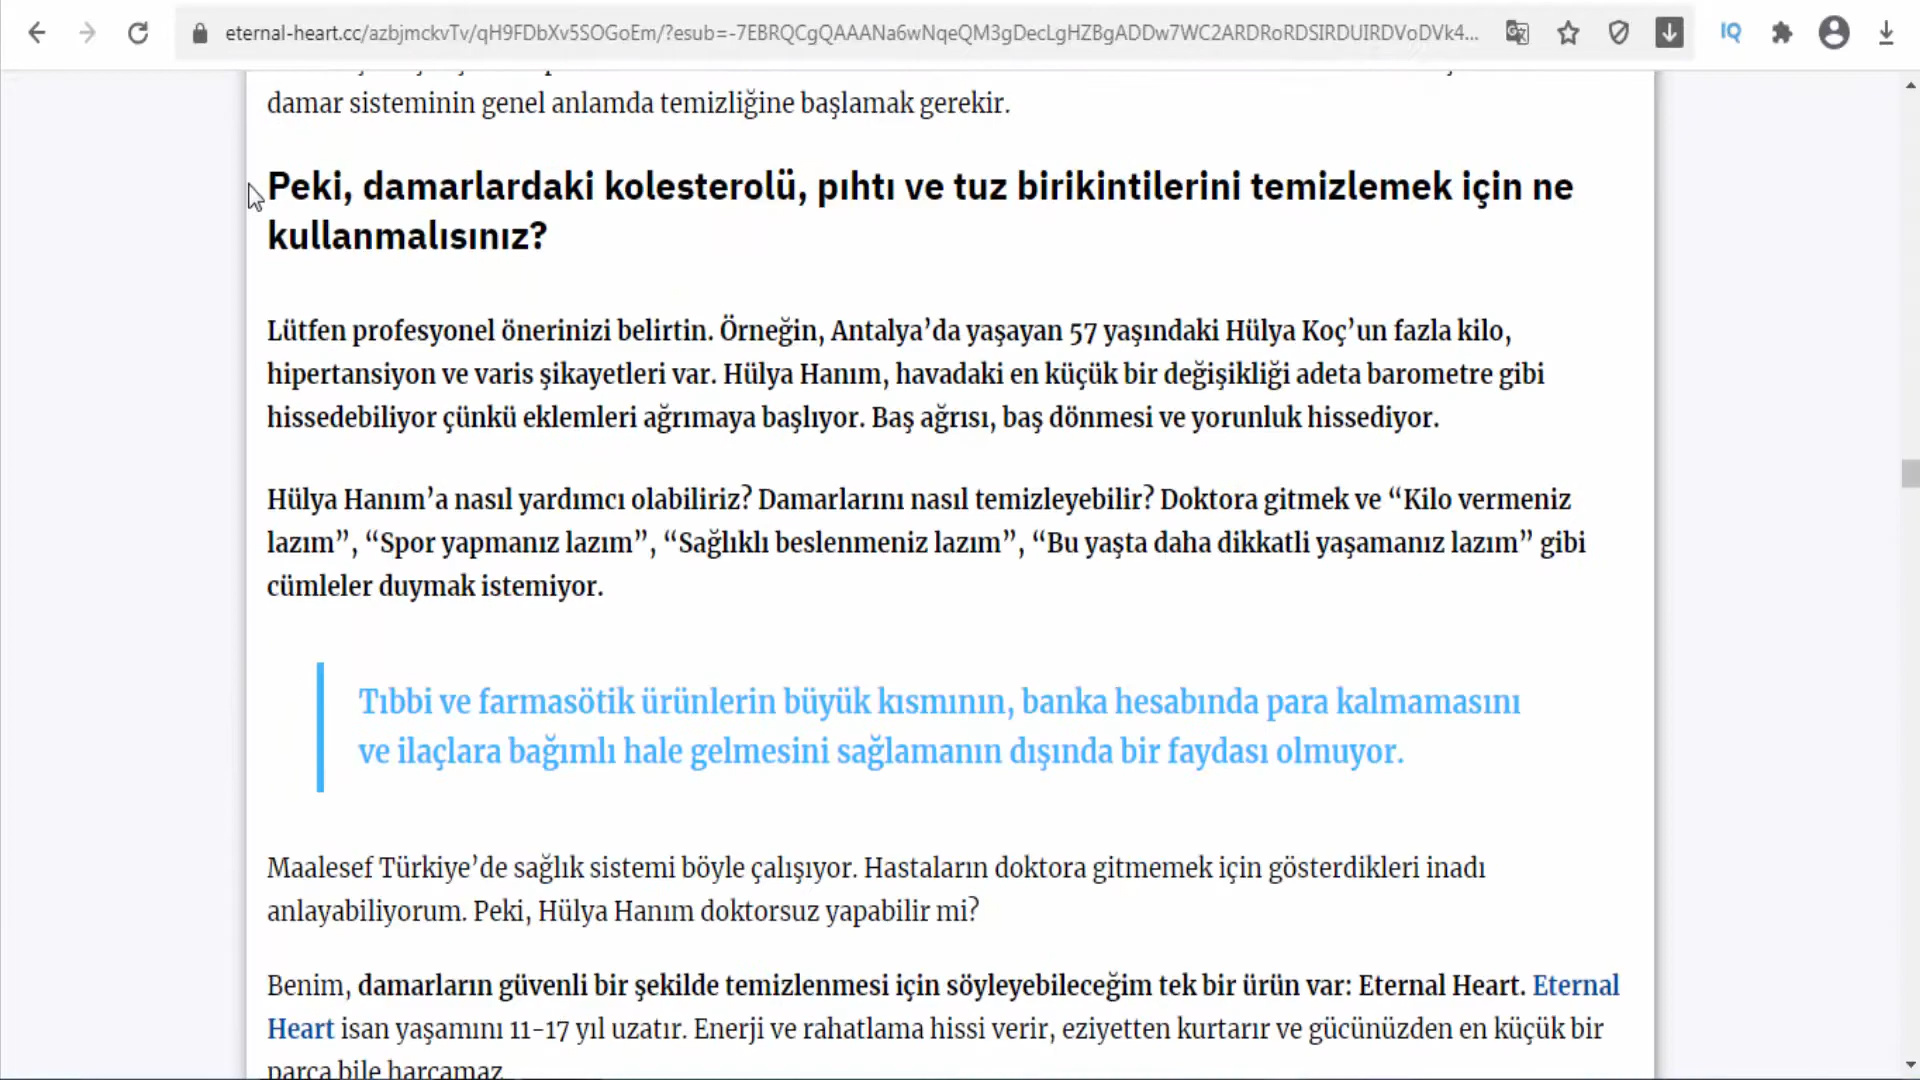 eternal-heart.cc/azbjmckvTv/qH9FDbXv5SOGoEm/?esub=-7EBRQCgQAAANa6wNqeQM3gDecLgHZBgADDw7WC2ARDRoRDSIRDUIRDVoDVk4...
IQ
damar sisteminin genel anlamda temizliğine başlamak gerekir.
Peki, damarlardaki kolesterolü, pıhtı ve tuz birikintilerini temizlemek için ne
kullanmalısınız?
Lütfen profesyonel önerinizi belirtin. Örneğin, Antalya’da yaşayan 57 yaşındaki Hülya Koç’un fazla kilo,
hipertansiyon ve varis şikayetleri var. Hülya Hanım, havadaki en küçük bir değişikliği adeta barometre gibi
hissedebiliyor çünkü eklemleri ağrımaya başlıyor. Baş ağrısı, baş dönmesi ve yorunluk hissediyor.
Hülya Hanım’a nasıl yardımcı olabiliriz? Damarlarını nasıl temizleyebilir? Doktora gitmek ve “Kilo vermeniz
lazım”, “Spor yapmanız lazım”, “Sağlıklı beslenmeniz lazım”, “Bu yaşta daha dikkatli yaşamanız lazım” gibi
cümleler duymak istemiyor.
Tıbbi ve farmasötik ürünlerin büyük kısmının, banka hesabında para kalmamasını
ve ilaçlara bağımlı hale gelmesini sağlamanın dışında bir faydası olmuyor.
Maalesef Türkiye’de sağlık sistemi böyle çalışıyor. Hastaların doktora gitmemek için gösterdikleri inadı
anlayabiliyorum. Peki, Hülya Hanım doktorsuz yapabilir mi?
Benim, damarların güvenli bir şekilde temizlenmesi için söyleyebileceğim tek bir ürün var: Eternal Heart. Eternal
Heart isan yaşamını 11-17 yıl uzatır. Enerji ve rahatlama hissi verir, eziyetten kurtarır ve gücünüzden en küçük bir
parça bile harcamaz.